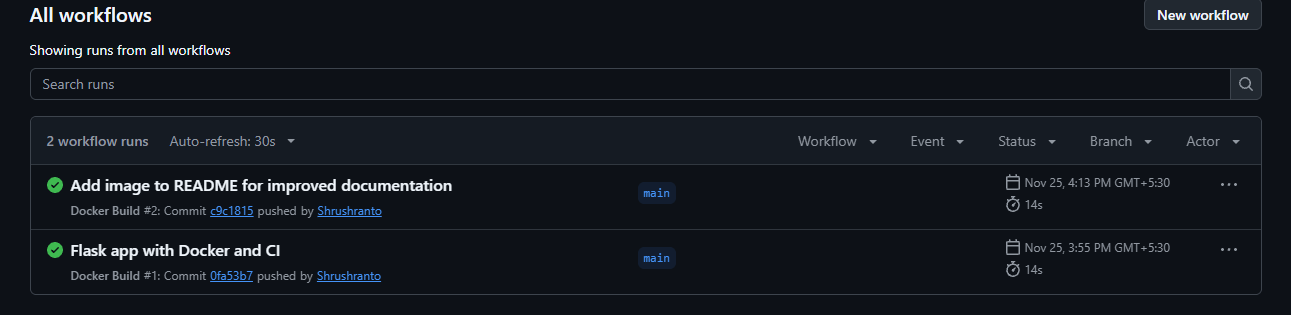 All workflows
New workflow
Showing runs from all workflows
Search runs
2 workflow runs Auto-refresh: 30s Workflow Event Status Branch Actor
Add image to README for improved documentation
main
Nov 25, 4:13 PM GMT+5:30
Docker Build #2: Commit c9c1815 pushed by Shrushranto
14s
Flask app with Docker and CI
main
Nov 25, 3:55 PM GMT+5:30
Docker Build #1: Commit 0fa53b7 pushed by Shrushranto
14s